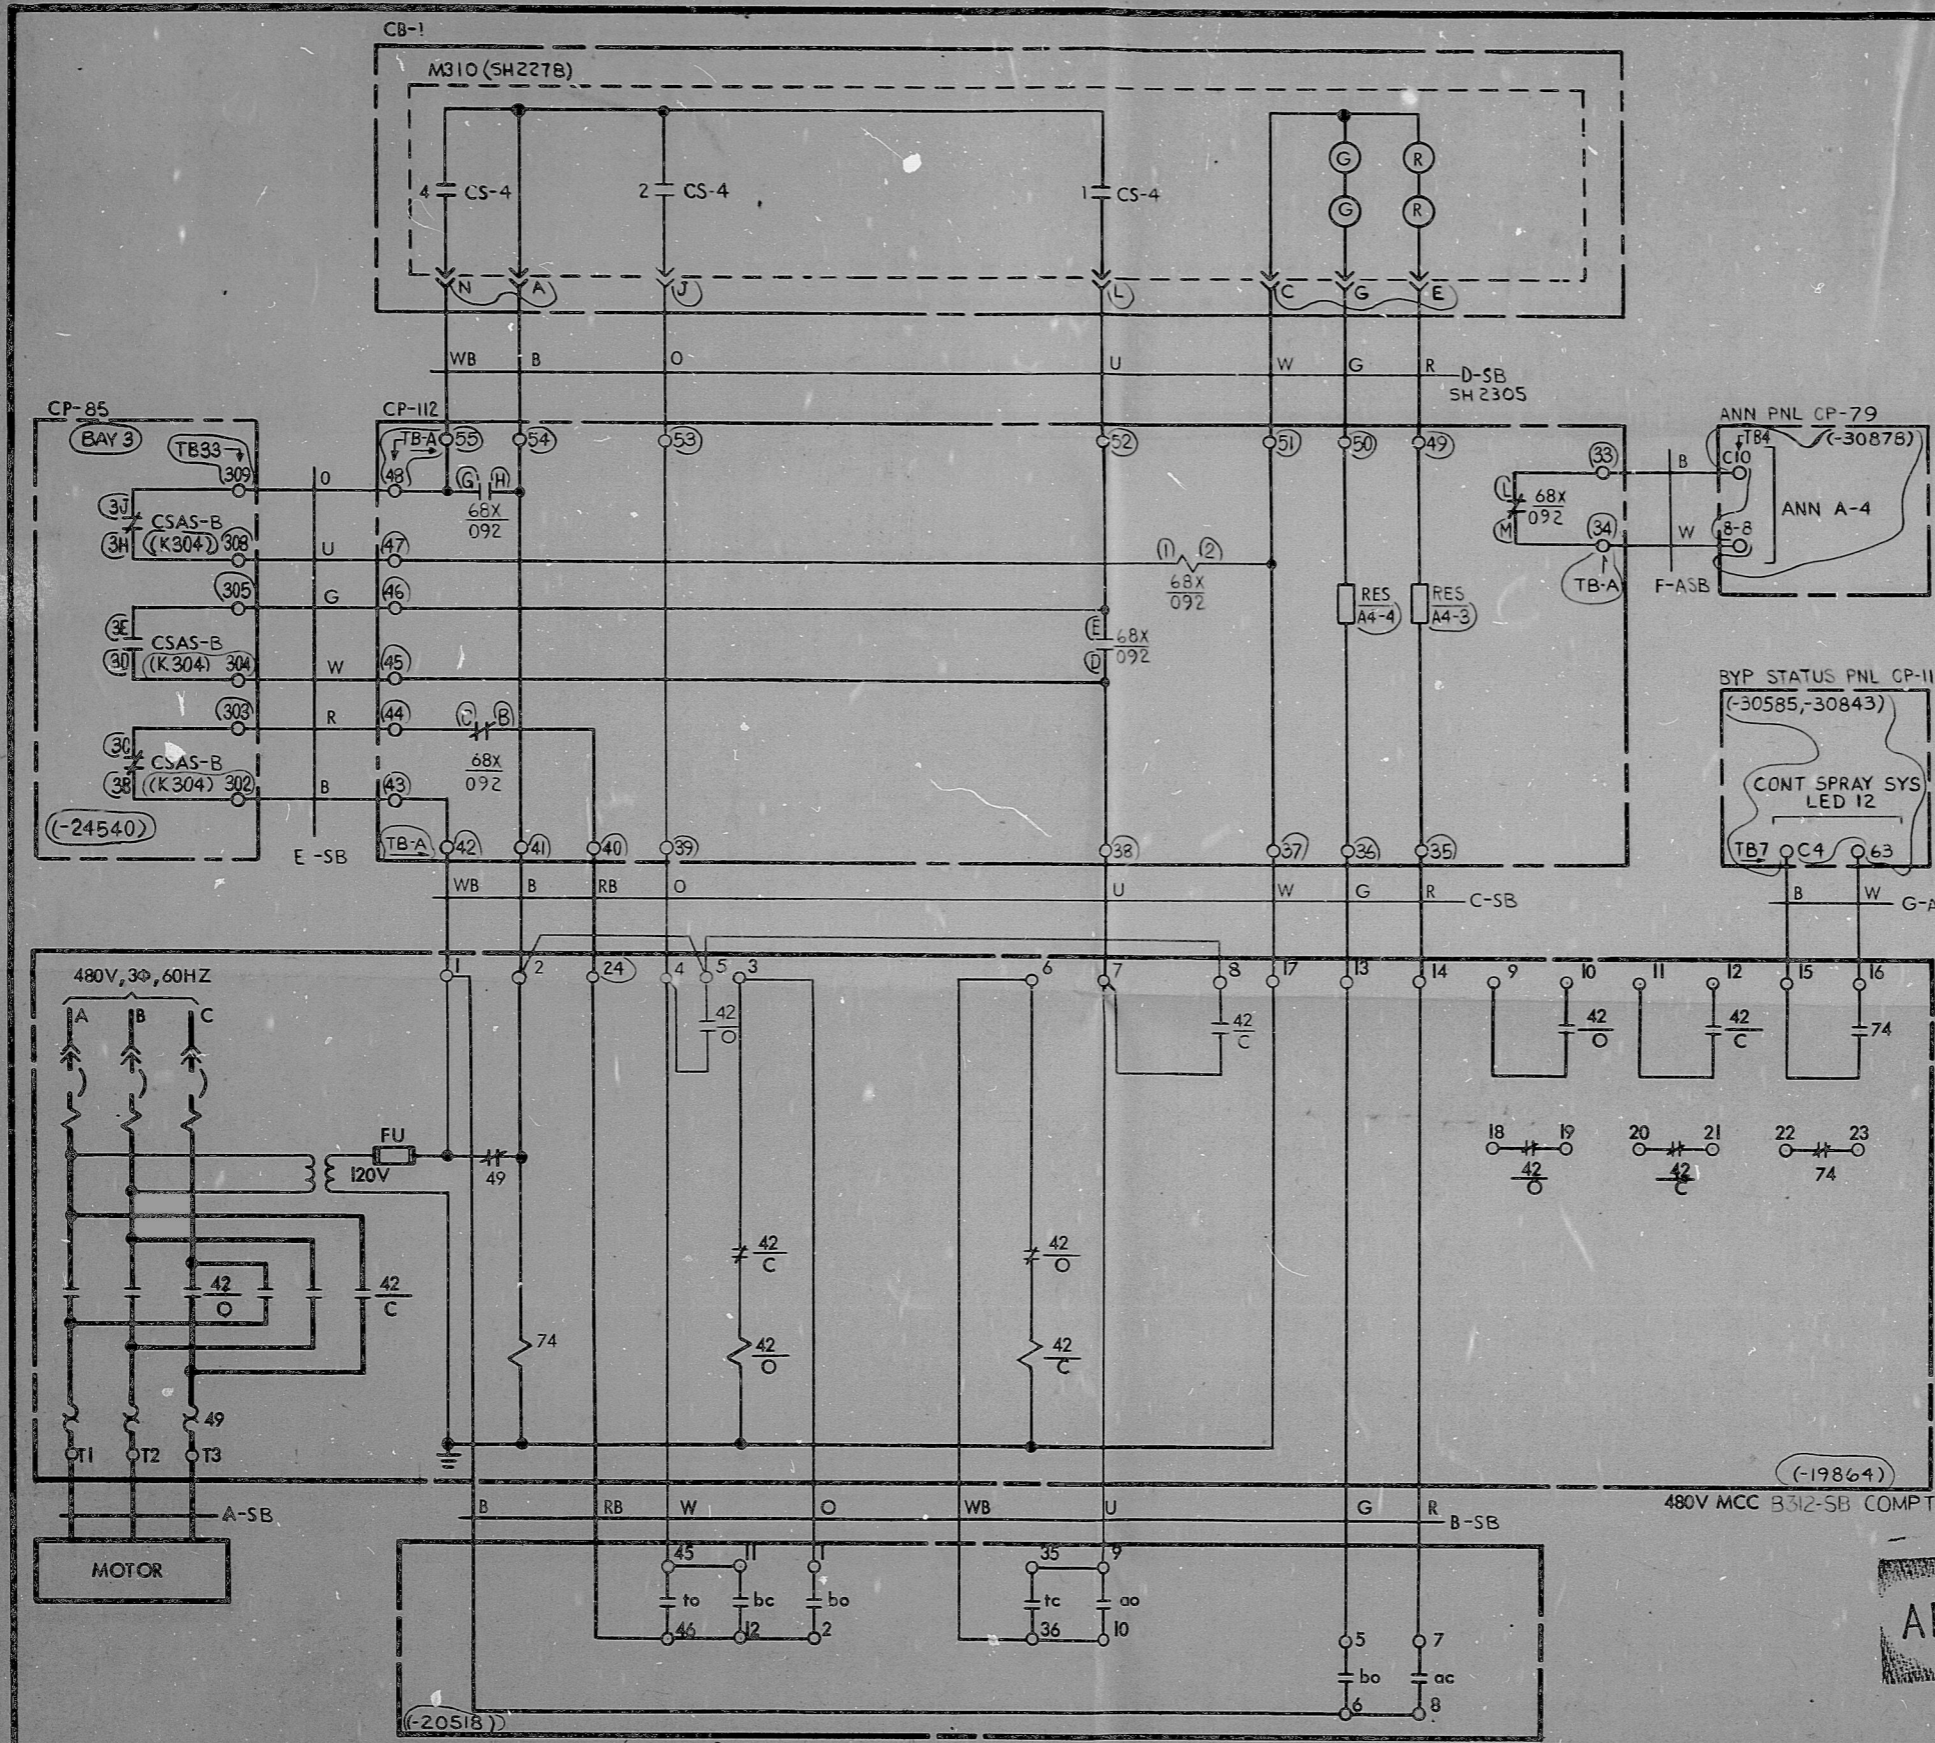 CB-1
M310 (SH2278)
4 CS-4
2 CS-4
1 CS-4
G R
G R
N A J L C G E
WB B O U W G R D-SB
SH 2305
CP-85
BAY 3
TB33
309
3J
CSAS-B
3H (K304) 308
305
3E
CSAS-B
3D (K304) 304
303
3C
CSAS-B
3B (K304) 302
(-24540)
O
U
G
W
R
B
E-SB
CP-112
TB-A 55 54 53 52 51 50 49
48 G H
68X
092
47 1 2
68X
092
46
E 68X
D 092
45
44 C B
68X
092
43
RES
A4-4
RES
A4-3
33
L 68X
092
M 34
TB-A
B
W
F-ASB
ANN PNL CP-79
TB4 (-30878)
C10
ANN A-4
8-8
BYP STATUS PNL CP-11
(-30585,-30843)
CONT SPRAY SYS
LED 12
TB7 C4 63
B W G-A
TB-A 42 41 40 39 38 37 36 35
WB B RB O U W G R C-SB
480V,3Φ,60HZ
A B C
1 2 24 4 5 3 6 7 8 17 13 14 9 10 11 12 15 16
42
O
42
C
42
O
42
C
74
FU
120V
49
18 19
42
O
20 21
42
C
22 23
74
42
C
42
O
42
O
42
C
74
42
O
42
C
49
T1 T2 T3
(-19864)
480V MCC B312-SB COMPT
A-SB
B RB W O WB U G R B-SB
MOTOR
45 11 1 35 9
to bc bo tc ao
46 12 2 36 10
5 7
bo ac
6 8
(-20518)